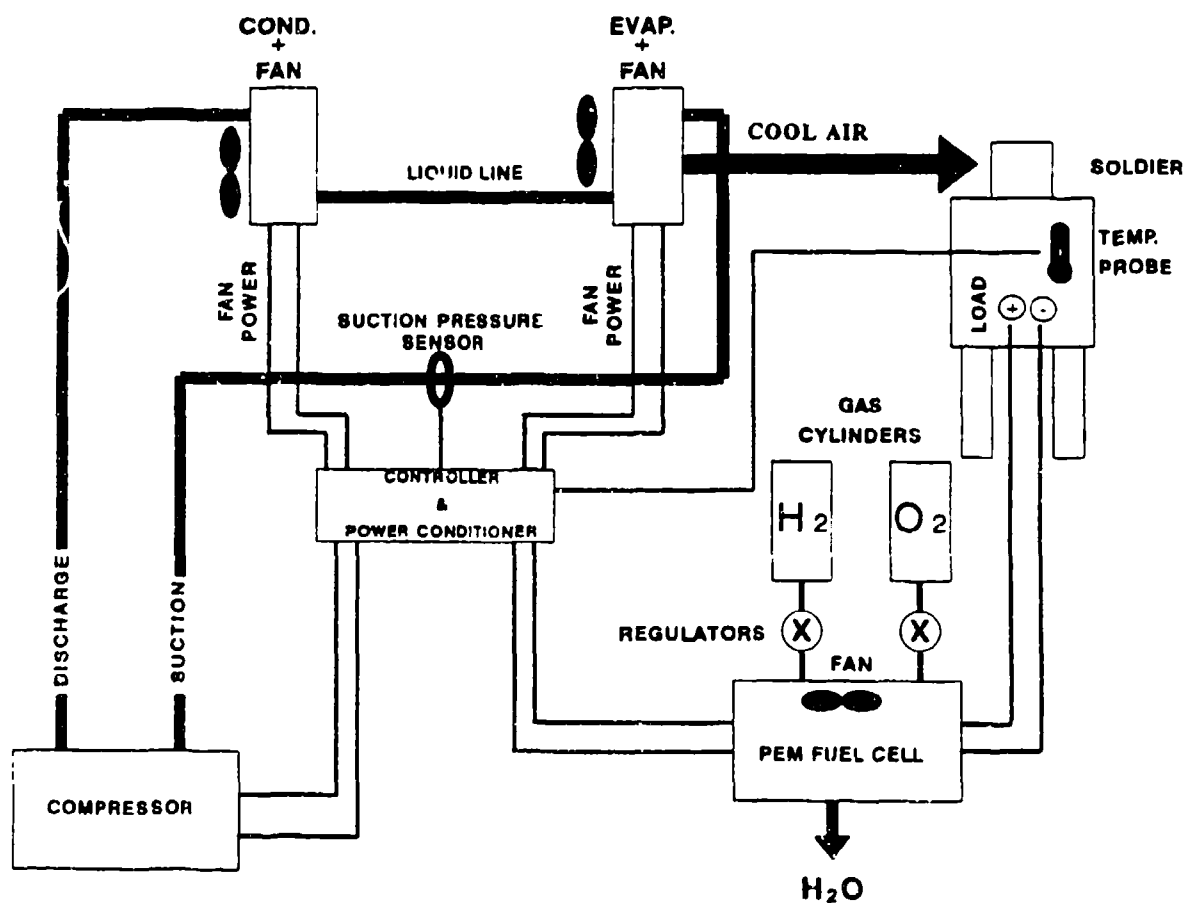 COND.
+
FAN
EVAP.
+
FAN
COOL AIR
LIQUID LINE
SOLDIER
TEMP.
PROBE
LOAD
+ -
FAN
POWER
FAN
POWER
SUCTION PRESSURE
SENSOR
GAS
CYLINDERS
CONTROLLER
&
POWER CONDITIONER
H2
O2
DISCHARGE
SUCTION
REGULATORS
X X
FAN
PEM FUEL CELL
COMPRESSOR
H2O